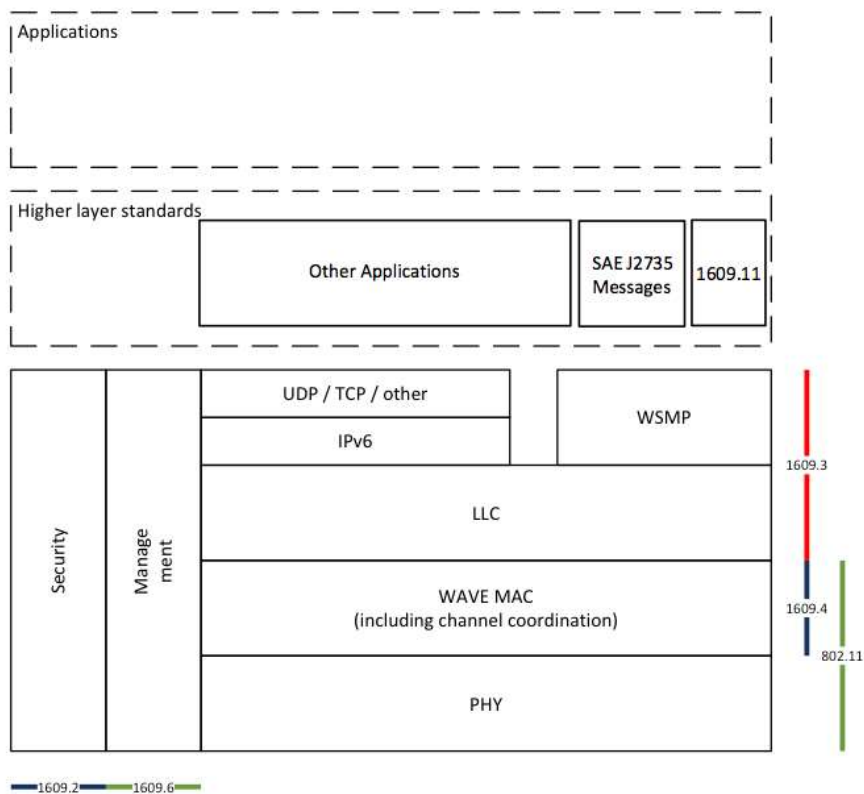 Applications
Higher layer standards
Other Applications
SAE J2735
Messages
1609.11
UDP / TCP / other
IPv6
WSMP
1609.3
LLC
Security
Manage
ment
WAVE MAC
(including channel coordination)
1609.4
802.11
PHY
1609.2
1609.6